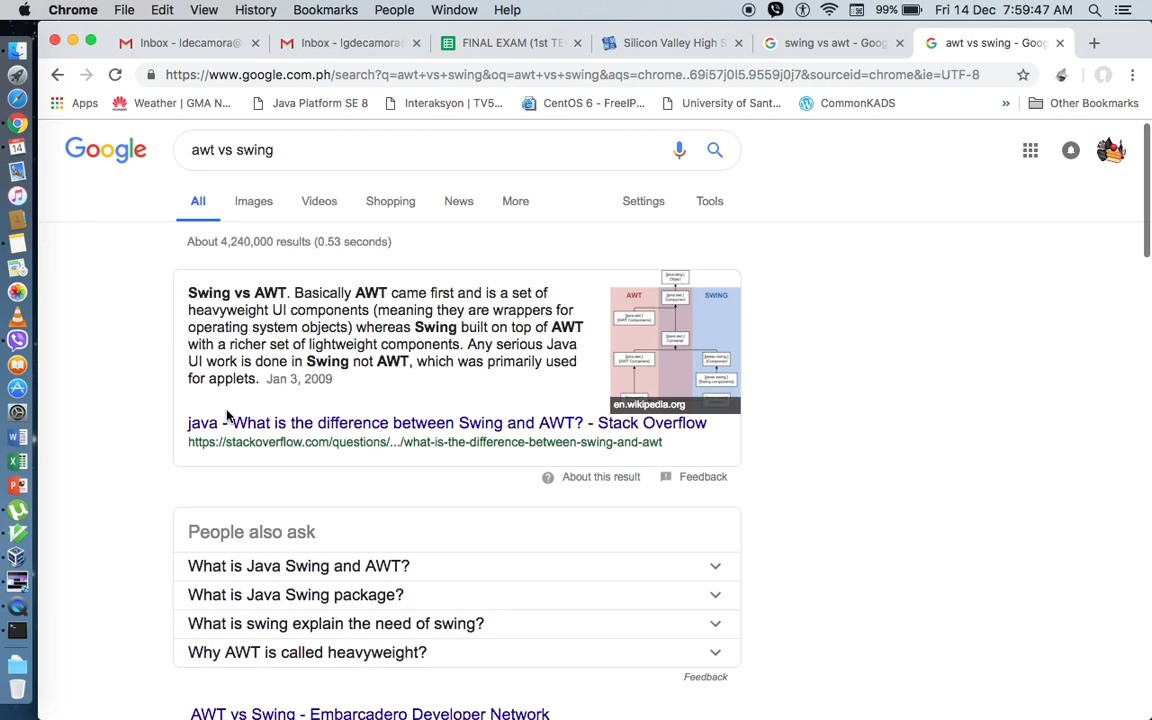 Chrome File Edit View History Bookmarks People Window Help 99% Fri 14 Dec 7:59:47 AM
Inbox - ldecamora@ Inbox - lgdecamora FINAL EXAM (1st TE Silicon Valley High S swing vs awt - Goog awt vs swing - Goog
https://www.google.com.ph/search?q=awt+vs+swing&oq=awt+vs+swing&aqs=chrome..69i57j0l5.9559j0j7&sourceid=chrome&ie=UTF-8
Apps Weather | GMA N... Java Platform SE 8 Interaksyon | TV5... CentOS 6 - FreeIP... University of Sant... CommonKADS » Other Bookmarks
14
Google awt vs swing
All Images Videos Shopping News More Settings Tools
About 4,240,000 results (0.53 seconds)
Swing vs AWT. Basically AWT came first and is a set of
heavyweight UI components (meaning they are wrappers for
operating system objects) whereas Swing built on top of AWT
with a richer set of lightweight components. Any serious Java
UI work is done in Swing not AWT, which was primarily used
for applets. Jan 3, 2009
AWT SWING
en.wikipedia.org
java - What is the difference between Swing and AWT? - Stack Overflow
https://stackoverflow.com/questions/.../what-is-the-difference-between-swing-and-awt
About this result Feedback
People also ask
What is Java Swing and AWT?
What is Java Swing package?
What is swing explain the need of swing?
Why AWT is called heavyweight?
Feedback
AWT vs Swing - Embarcadero Developer Network